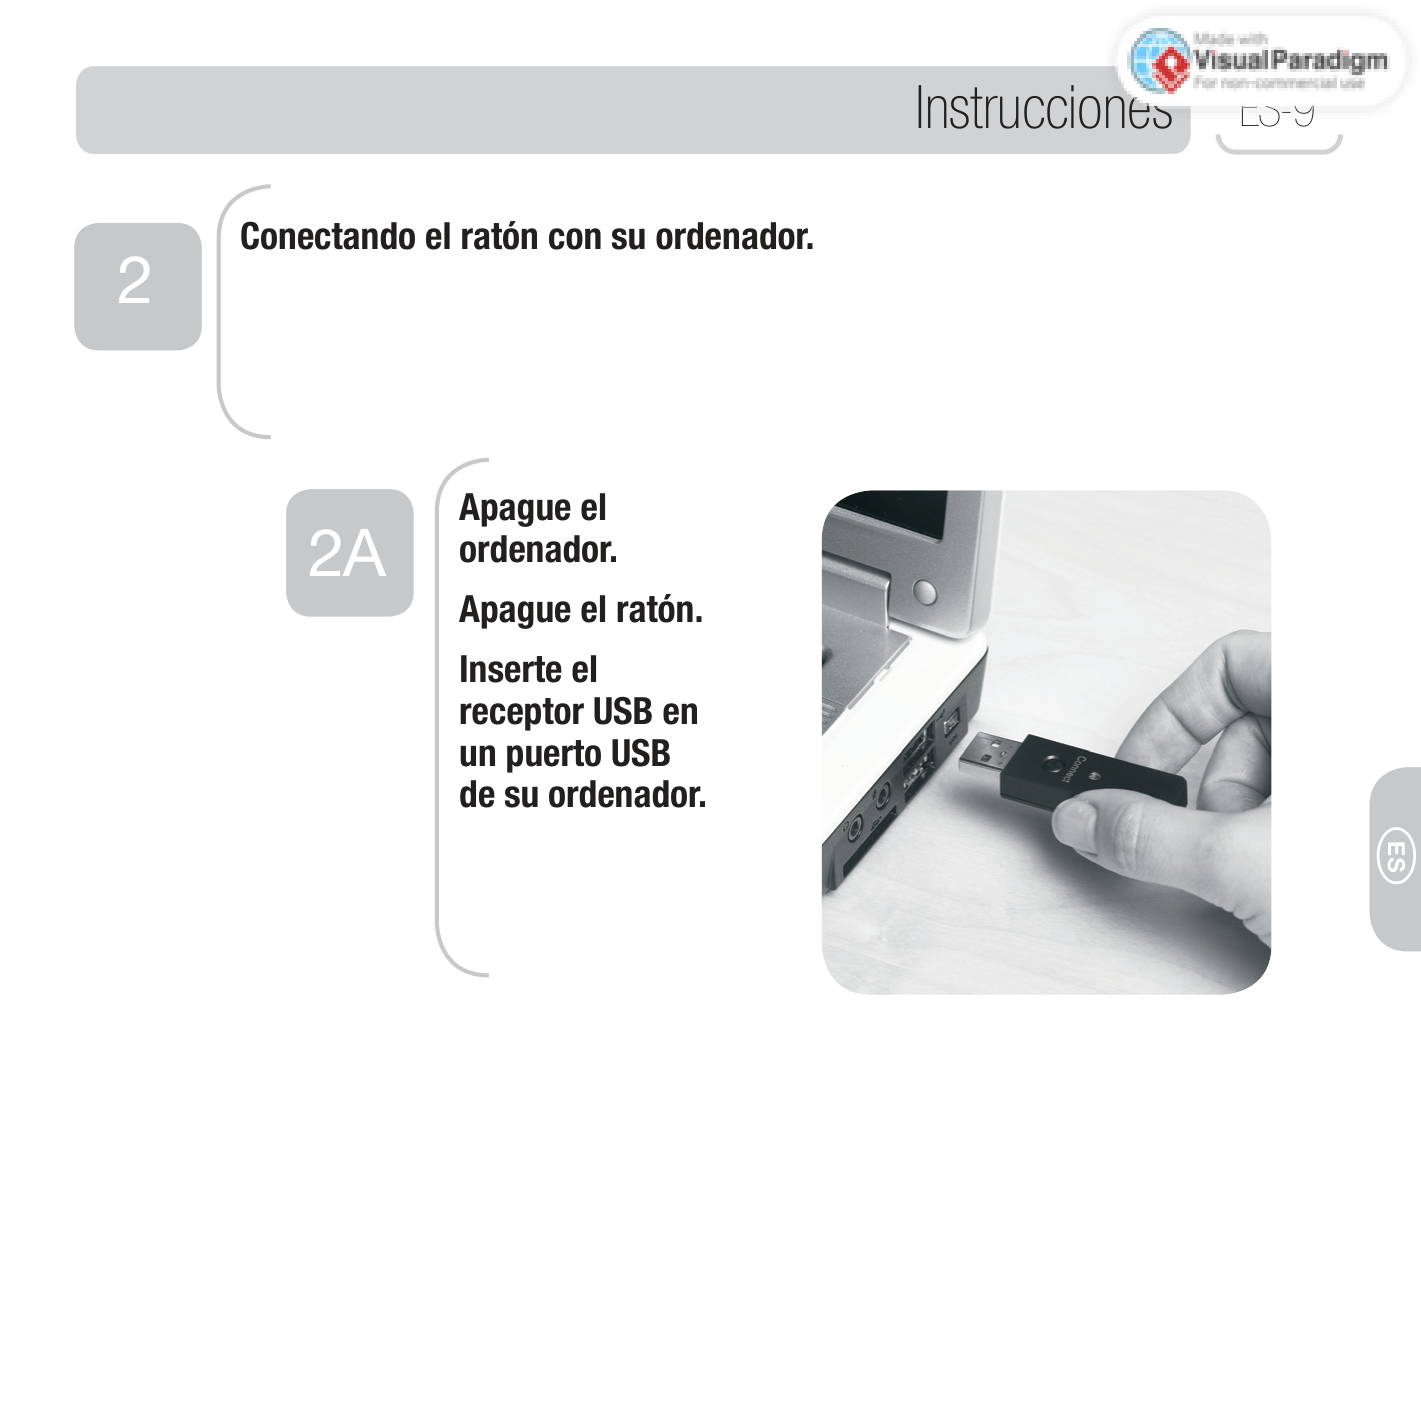 Made with
Visual Paradigm
For non-commercial use
Instrucciones
ES-9
2
Conectando el ratón con su ordenador.
2A
Apague el
ordenador.
Apague el ratón.
Inserte el
receptor USB en
un puerto USB
de su ordenador.
Connect
ES